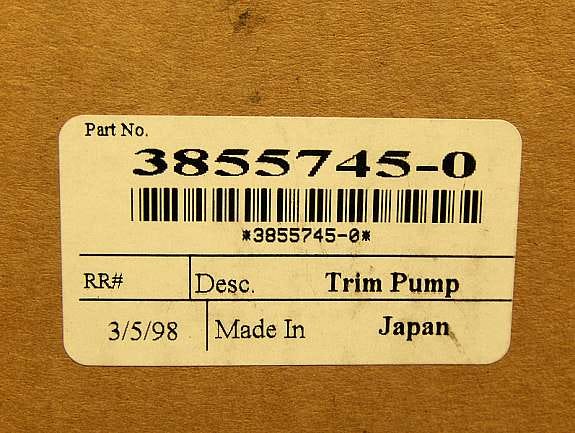 Part No.
3855745-0
*3855745-0*
RR# Desc. Trim Pump
3/5/98 Made In Japan